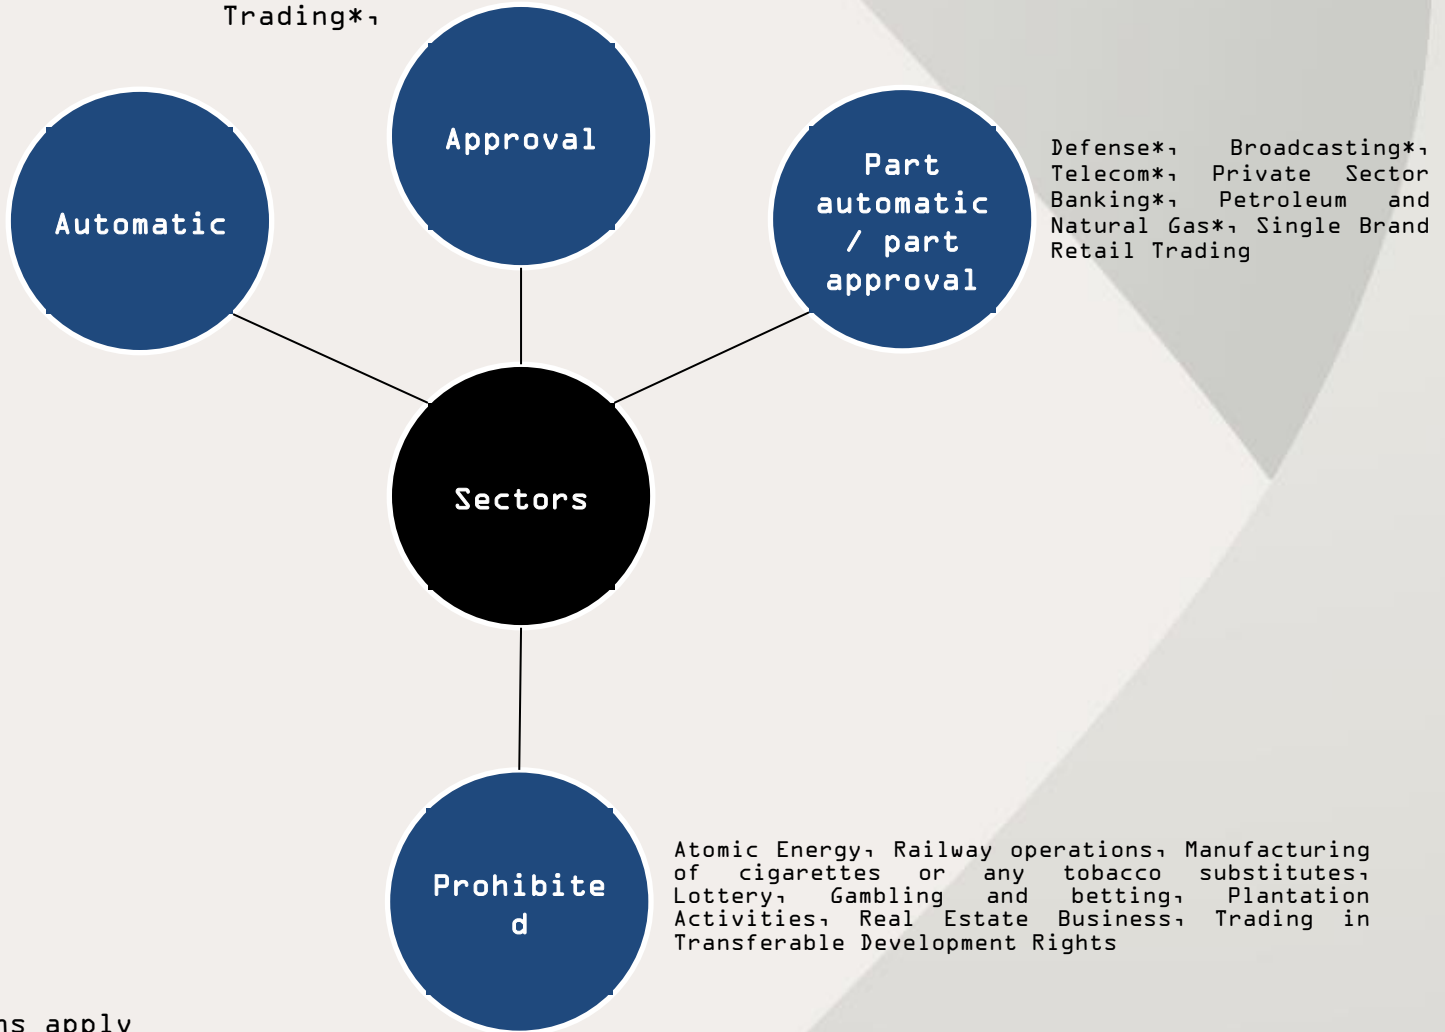 Trading*,
Approval
Automatic
Part
automatic
/ part
approval
Defense*, Broadcasting*,
Telecom*, Private Sector
Banking*, Petroleum and
Natural Gas*, Single Brand
Retail Trading
Sectors
Prohibite
d
Atomic Energy, Railway operations, Manufacturing
of cigarettes or any tobacco substitutes,
Lottery, Gambling and betting, Plantation
Activities, Real Estate Business, Trading in
Transferable Development Rights
ns apply